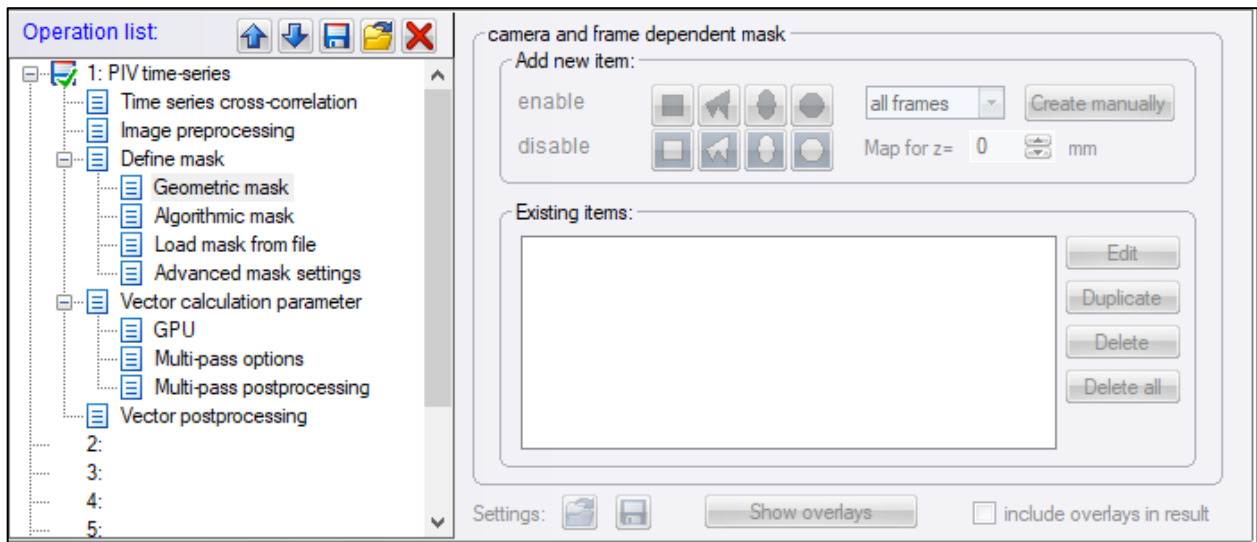 Operation list:
1: PIV time-series
Time series cross-correlation
Image preprocessing
Define mask
Geometric mask
Algorithmic mask
Load mask from file
Advanced mask settings
Vector calculation parameter
GPU
Multi-pass options
Multi-pass postprocessing
Vector postprocessing
2:
3:
4:
5:
camera and frame dependent mask
Add new item:
enable all frames Create manually
disable Map for z= 0 mm
Existing items:
Edit
Duplicate
Delete
Delete all
Settings: Show overlays include overlays in result